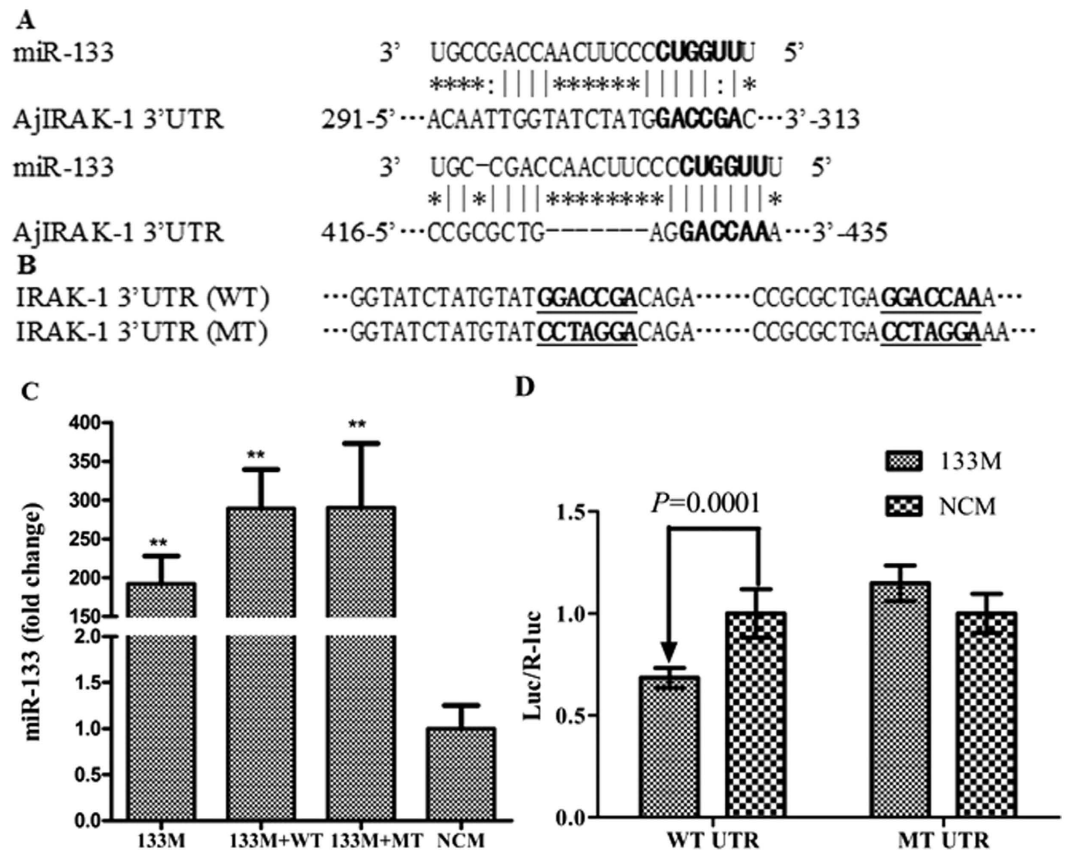 A
miR-133 3’ UGCCGACCAACUUCCCCUGGUUU 5’
****:||||******|||||:|*
AjIRAK-1 3’UTR 291-5’···ACAATTGGTATCTATGGACCGAC···3’-313
miR-133 3’ UGC-CGACCAACUUCCCCUGGUUU 5’
*||*||||********|||||||*
AjIRAK-1 3’UTR 416-5’···CCGCGCTG-------AGGACCAAA···3’-435
B
IRAK-1 3’UTR (WT) ···GGTATCTATGTATGGACCGACAGA······CCGCGCTGAGGACCAAA···
IRAK-1 3’UTR (MT) ···GGTATCTATGTATCCTAGGACAGA······CCGCGCTGACCTAGGAAA···
C
miR-133 (fold change)
400
350
300
250
200
150
2.0
1.5
1.0
0.5
0.0
** ** **
133M 133M+WT 133M+MT NCM
D
133M
NCM
P=0.0001
Luc/R-luc
1.5
1.0
0.5
0.0
WT UTR MT UTR